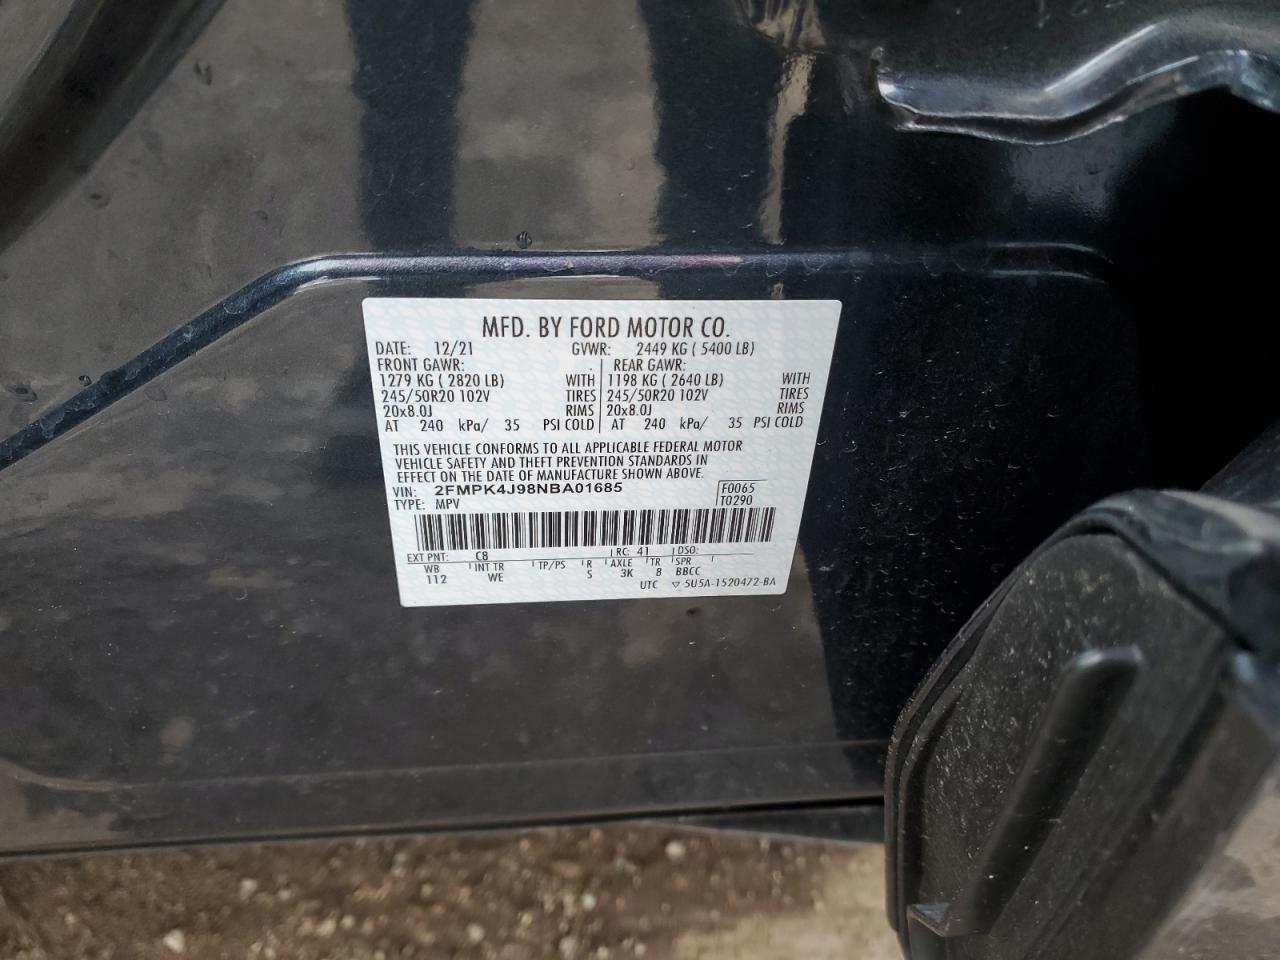 MFD. BY FORD MOTOR CO.
DATE: 12/21 GVWR: 2449 KG ( 5400 LB)
FRONT GAWR: REAR GAWR:
1279 KG ( 2820 LB) WITH 1198 KG ( 2640 LB) WITH
245/50R20 102V TIRES 245/50R20 102V TIRES
20x8.0J RIMS 20x8.0J RIMS
AT 240 kPa/ 35 PSI COLD AT 240 kPa/ 35 PSI COLD
THIS VEHICLE CONFORMS TO ALL APPLICABLE FEDERAL MOTOR
VEHICLE SAFETY AND THEFT PREVENTION STANDARDS IN
EFFECT ON THE DATE OF MANUFACTURE SHOWN ABOVE.
VIN: 2FMPK4J98NBA01685 F0065
TYPE: MPV T0290
EXT PNT: C8 RC: 41 DSO:
WB INT TR TP/PS R AXLE TR SPR
112 WE S 3K 8 BBCC
UTC ▽ 5U5A-1520472-BA